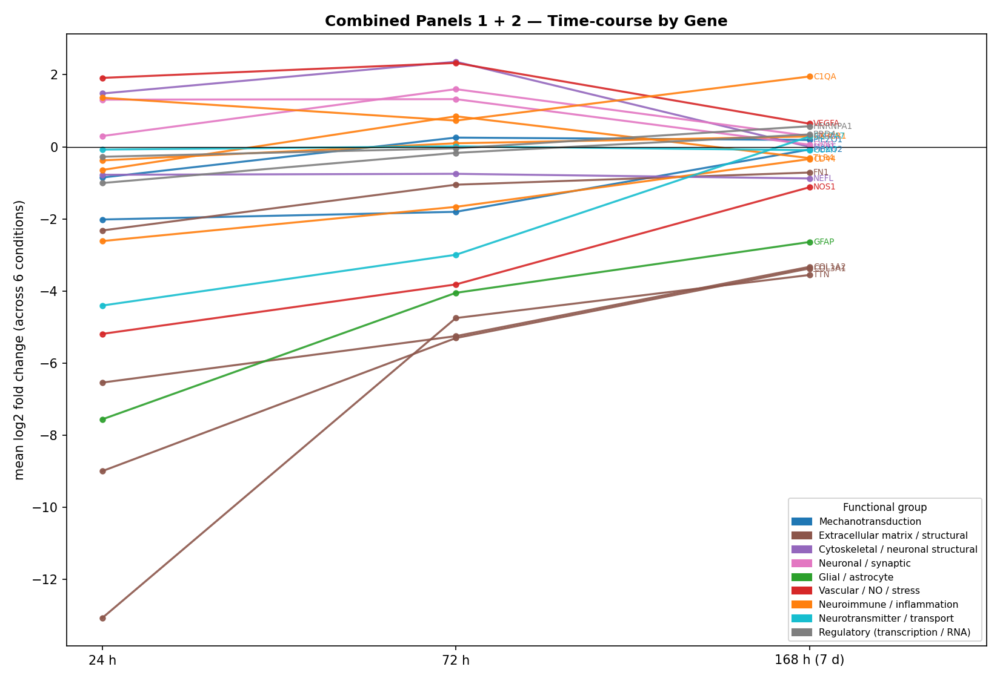 Combined Panels 1 + 2 — Time-course by Gene
mean log2 fold change (across 6 conditions)
2
0
−2
−4
−6
−8
−10
−12
24 h
72 h
168 h (7 d)
C1QA
VEGFA
HNRNPA1
PIEZO1
PIEZO2
TLR4
CD44
FN1
NEFL
NOS1
GFAP
COL1A2
COL3A1
TTN
Functional group
Mechanotransduction
Extracellular matrix / structural
Cytoskeletal / neuronal structural
Neuronal / synaptic
Glial / astrocyte
Vascular / NO / stress
Neuroimmune / inflammation
Neurotransmitter / transport
Regulatory (transcription / RNA)